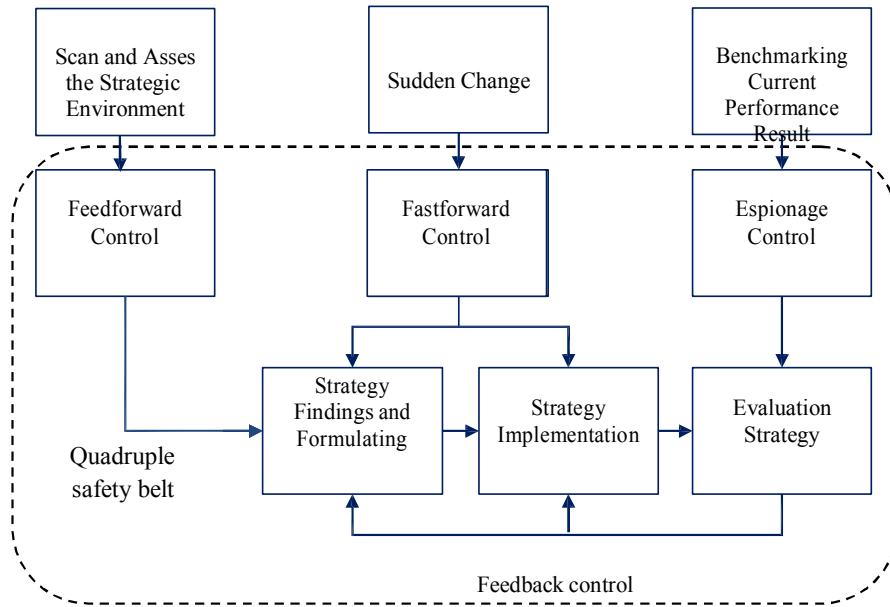 Scan and Asses
the Strategic
Environment
Sudden Change
Benchmarking
Current
Performance
Result
Feedforward
Control
Fastforward
Control
Espionage
Control
Strategy
Findings and
Formulating
Strategy
Implementation
Evaluation
Strategy
Quadruple
safety belt
Feedback control